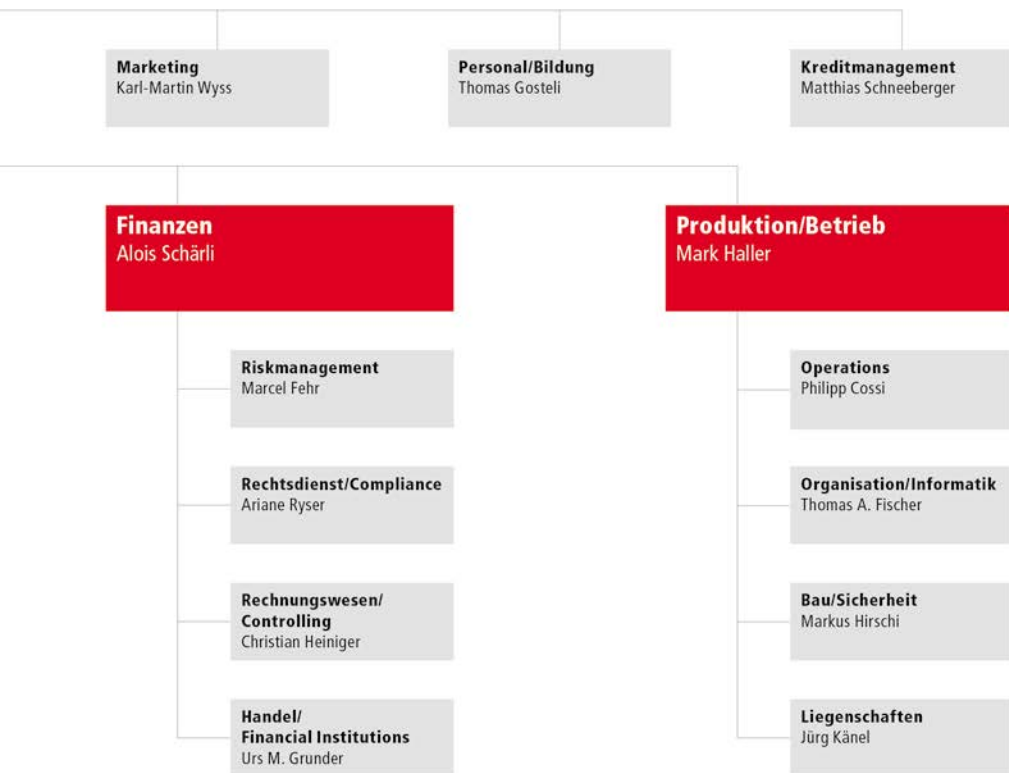 Marketing
Karl-Martin Wyss
Personal/Bildung
Thomas Gosteli
Kreditmanagement
Matthias Schneeberger
Finanzen
Alois Schärli
Produktion/Betrieb
Mark Haller
Riskmanagement
Marcel Fehr
Rechtsdienst/Compliance
Ariane Ryser
Rechnungswesen/
Controlling
Christian Heiniger
Handel/
Financial Institutions
Urs M. Grunder
Operations
Philipp Cossi
Organisation/Informatik
Thomas A. Fischer
Bau/Sicherheit
Markus Hirschi
Liegenschaften
Jürg Känel